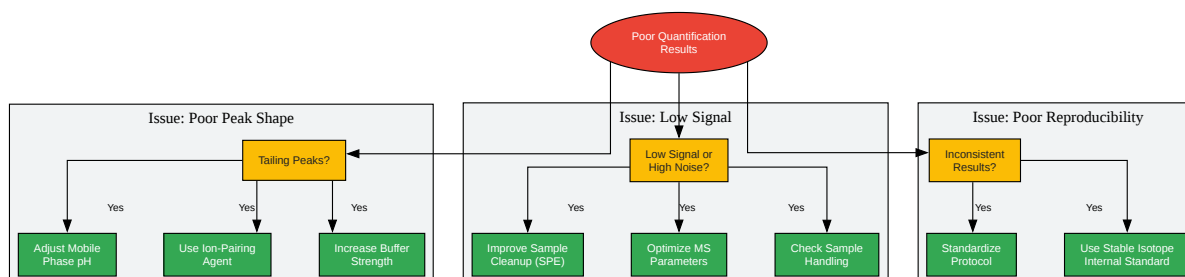 Poor Quantification
Results
Issue: Poor Peak Shape
Tailing Peaks?
Yes
Yes
Yes
Adjust Mobile
Phase pH
Use Ion-Pairing
Agent
Increase Buffer
Strength
Issue: Low Signal
Low Signal or
High Noise?
Yes
Yes
Yes
Improve Sample
Cleanup (SPE)
Optimize MS
Parameters
Check Sample
Handling
Issue: Poor Reproducibility
Inconsistent
Results?
Yes
Yes
Standardize
Protocol
Use Stable Isotope
Internal Standard